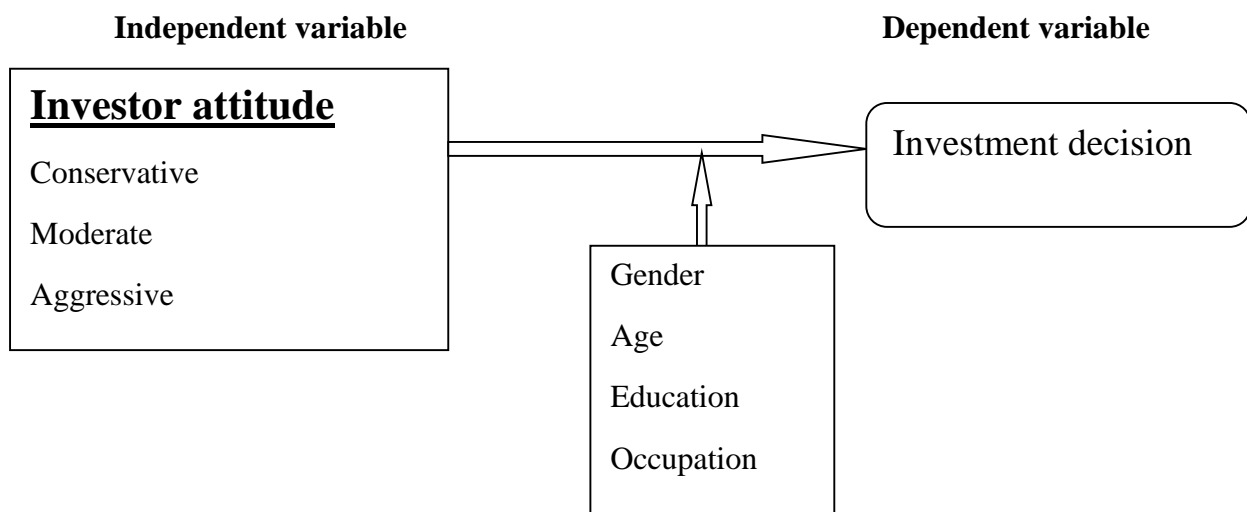 Independent variable
Dependent variable
Investor attitude
Conservative
Moderate
Aggressive
Investment decision
Gender
Age
Education
Occupation